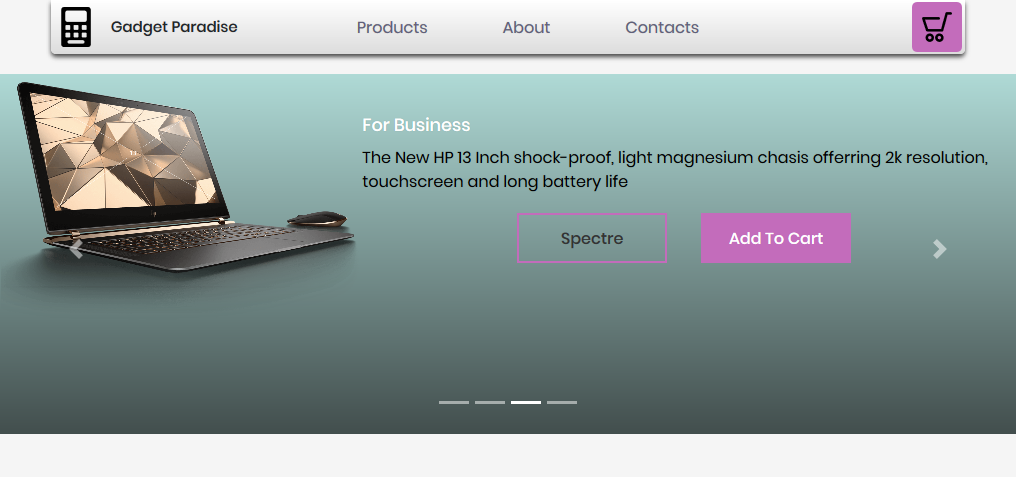 Gadget Paradise
Products
About
Contacts
For Business
The New HP 13 Inch shock-proof, light magnesium chasis offerring 2k resolution,
touchscreen and long battery life
Spectre
Add To Cart